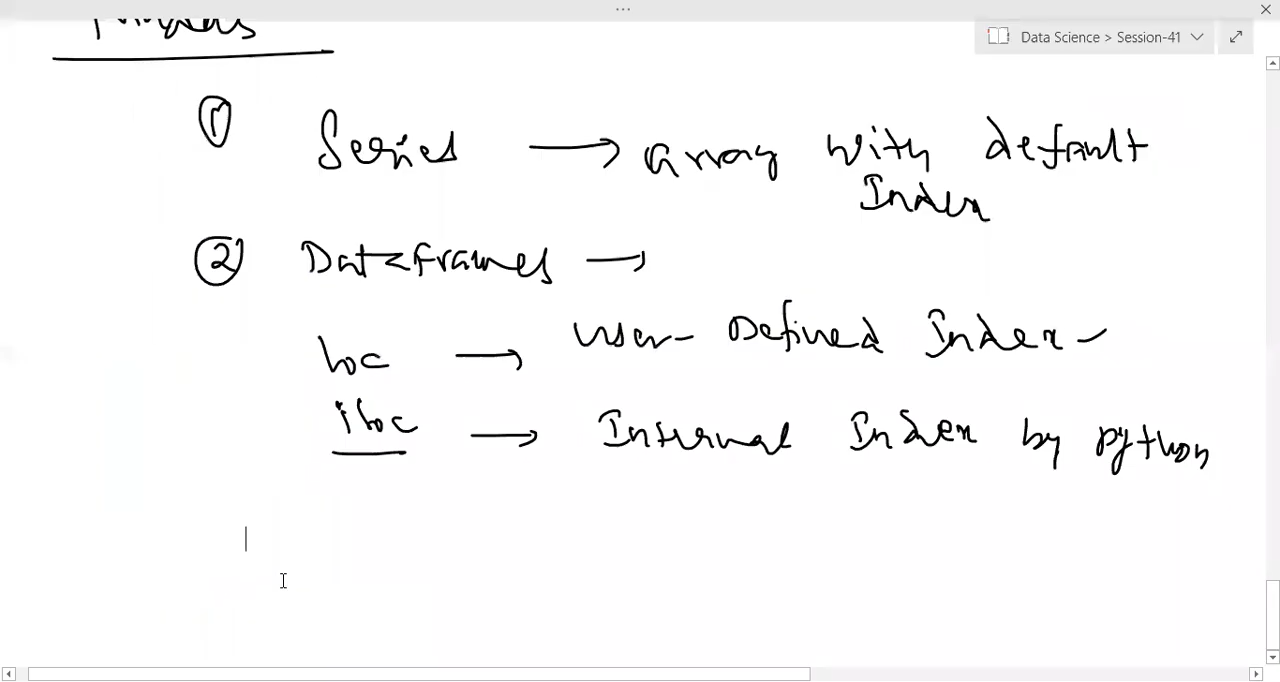 Data Science > Session-41
① Series → array with default
Index
② Dataframes →
loc → user-Defined Index -
iloc → Internal Index by python